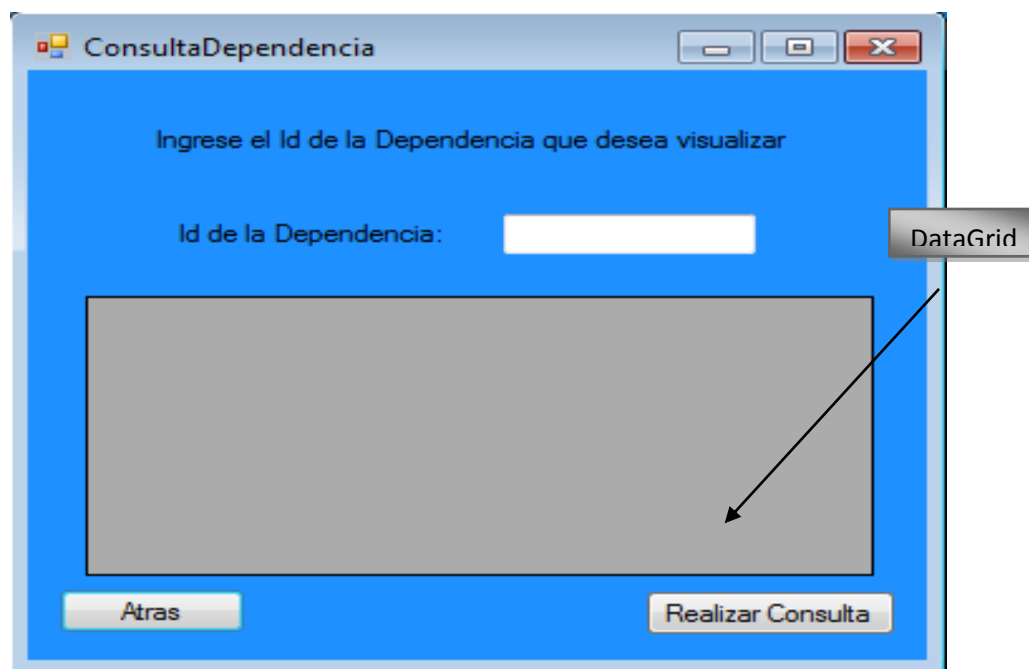 ConsultaDependencia
Ingrese el Id de la Dependencia que desea visualizar
Id de la Dependencia:
DataGrid
Atras
Realizar Consulta